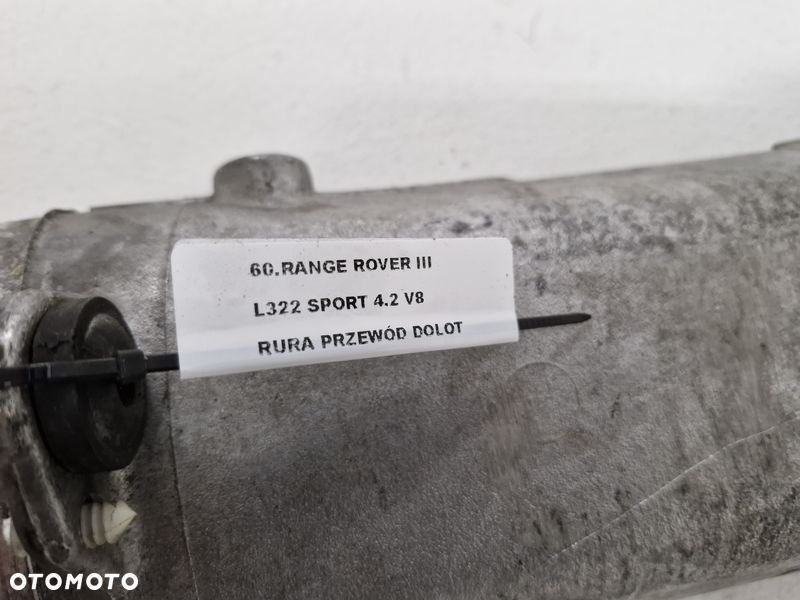 60.RANGE ROVER III
L322 SPORT 4.2 V8
RURA PRZEWÓD DOLOT
OTOMOTO